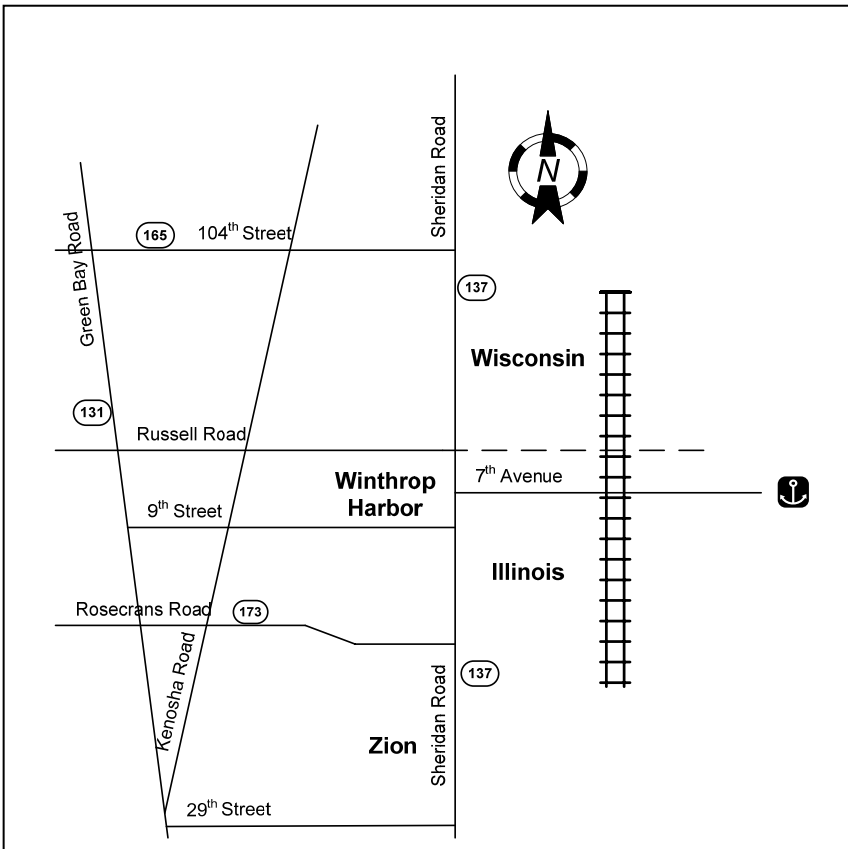 Sheridan Road
N
Green Bay Road
165
104th Street
137
Wisconsin
131
Russell Road
7th Avenue
Winthrop
Harbor
9th Street
Illinois
Rosecrans Road
173
Kenosha Road
137
Sheridan Road
Zion
29th Street